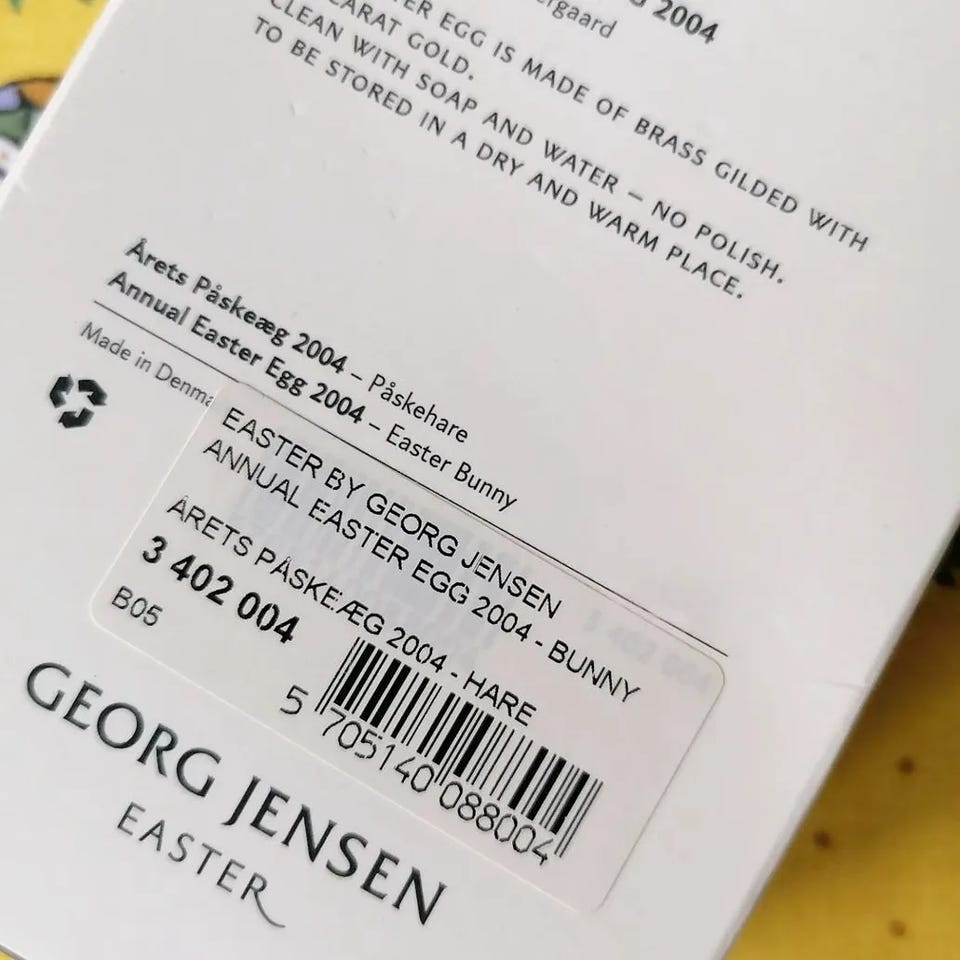 2004
ER EGG IS MADE OF BRASS GILDED WITH
CARAT GOLD.
CLEAN WITH SOAP AND WATER – NO POLISH.
TO BE STORED IN A DRY AND WARM PLACE.
Årets Påskeæg 2004 – Påskehare
Annual Easter Egg 2004 – Easter Bunny
Made in Denma
EASTER BY GEORG JENSEN
ANNUAL EASTER EGG 2004 - BUNNY
ÅRETS PÅSKEÆG 2004 - HARE
3 402 004
B05
5 705140 088004
GEORG JENSEN
EASTER